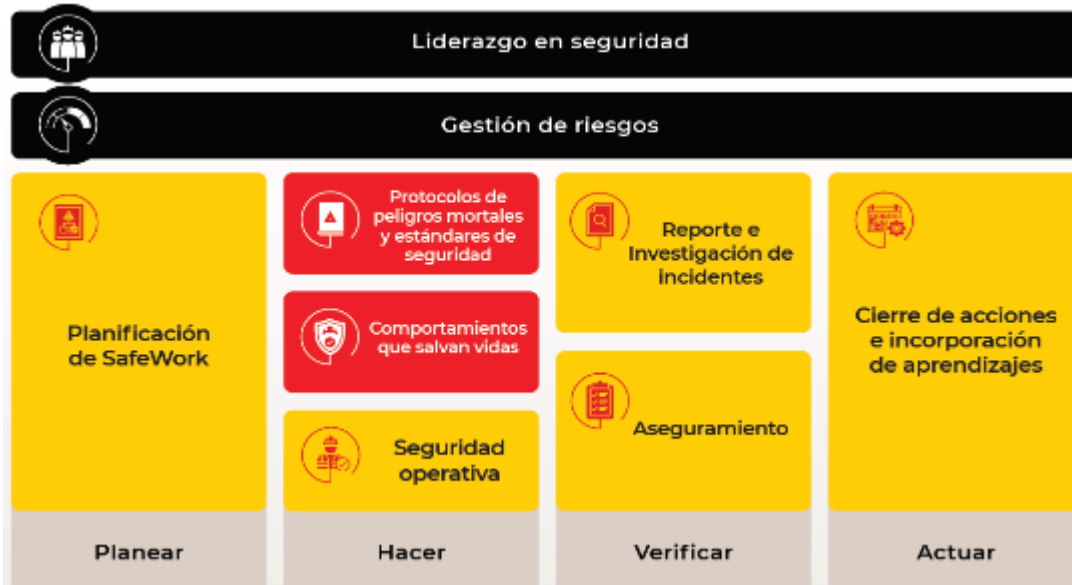 Liderazgo en seguridad
Gestión de riesgos
Planificación
de SafeWork
Protocolos de
peligros mortales
y estándares de
seguridad
Comportamientos
que salvan vidas
Seguridad
operativa
Reporte e
Investigación de
incidentes
Aseguramiento
Cierre de acciones
e incorporación
de aprendizajes
Planear
Hacer
Verificar
Actuar